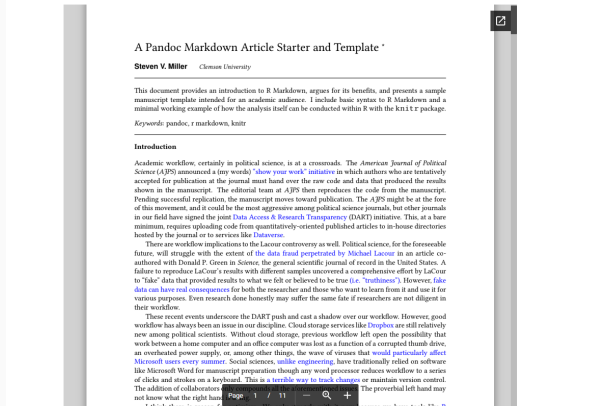 A Pandoc Markdown Article Starter and Template *
Steven V. Miller Clemson University
This document provides an introduction to R Markdown, argues for its benefits, and presents a sample
manuscript template intended for an academic audience. I include basic syntax to R Markdown and a
minimal working example of how the analysis itself can be conducted within R with the knitr package.
Keywords: pandoc, r markdown, knitr
Introduction
Academic workflow, certainly in political science, is at a crossroads. The American Journal of Political
Science (AJPS) announced a (my words) "show your work" initiative in which authors who are tentatively
accepted for publication at the journal must hand over the raw code and data that produced the results
shown in the manuscript. The editorial team at AJPS then reproduces the code from the manuscript.
Pending successful replication, the manuscript moves toward publication. The AJPS might be at the fore
of this movement, and it could be the most aggressive among political science journals, but other journals
in our field have signed the joint Data Access & Research Transparency (DART) initiative. This, at a bare
minimum, requires uploading code from quantitatively-oriented published articles to in-house directories
hosted by the journal or to services like Dataverse.
There are workflow implications to the Lacour controversy as well. Political science, for the foreseeable
future, will struggle with the extent of the data fraud perpetrated by Michael Lacour in an article co-
authored with Donald P. Green in Science, the general scientific journal of record in the United States. A
failure to reproduce LaCour's results with different samples uncovered a comprehensive effort by LaCour
to "fake" data that provided results to what we felt or believed to be true (i.e. "truthiness"). However, fake
data can have real consequences for both the researcher and those who want to learn from it and use it for
various purposes. Even research done honestly may suffer the same fate if researchers are not diligent in
their workflow.
These recent events underscore the DART push and cast a shadow over our workflow. However, good
workflow has always been an issue in our discipline. Cloud storage services like Dropbox are still relatively
new among political scientists. Without cloud storage, previous workflow left open the possibility that
work between a home computer and an office computer was lost as a function of a corrupted thumb drive,
an overheated power supply, or, among other things, the wave of viruses that would particularly affect
Microsoft users every summer. Social sciences, unlike engineering, have traditionally relied on software
like Microsoft Word for manuscript preparation though any word processor reduces workflow to a series
of clicks and strokes on a keyboard. This is a terrible way to track changes or maintain version control.
The addition of collaborators only compounds all the aforementioned issues. The proverbial left hand may
not know what the right hand
Page 1 / 11